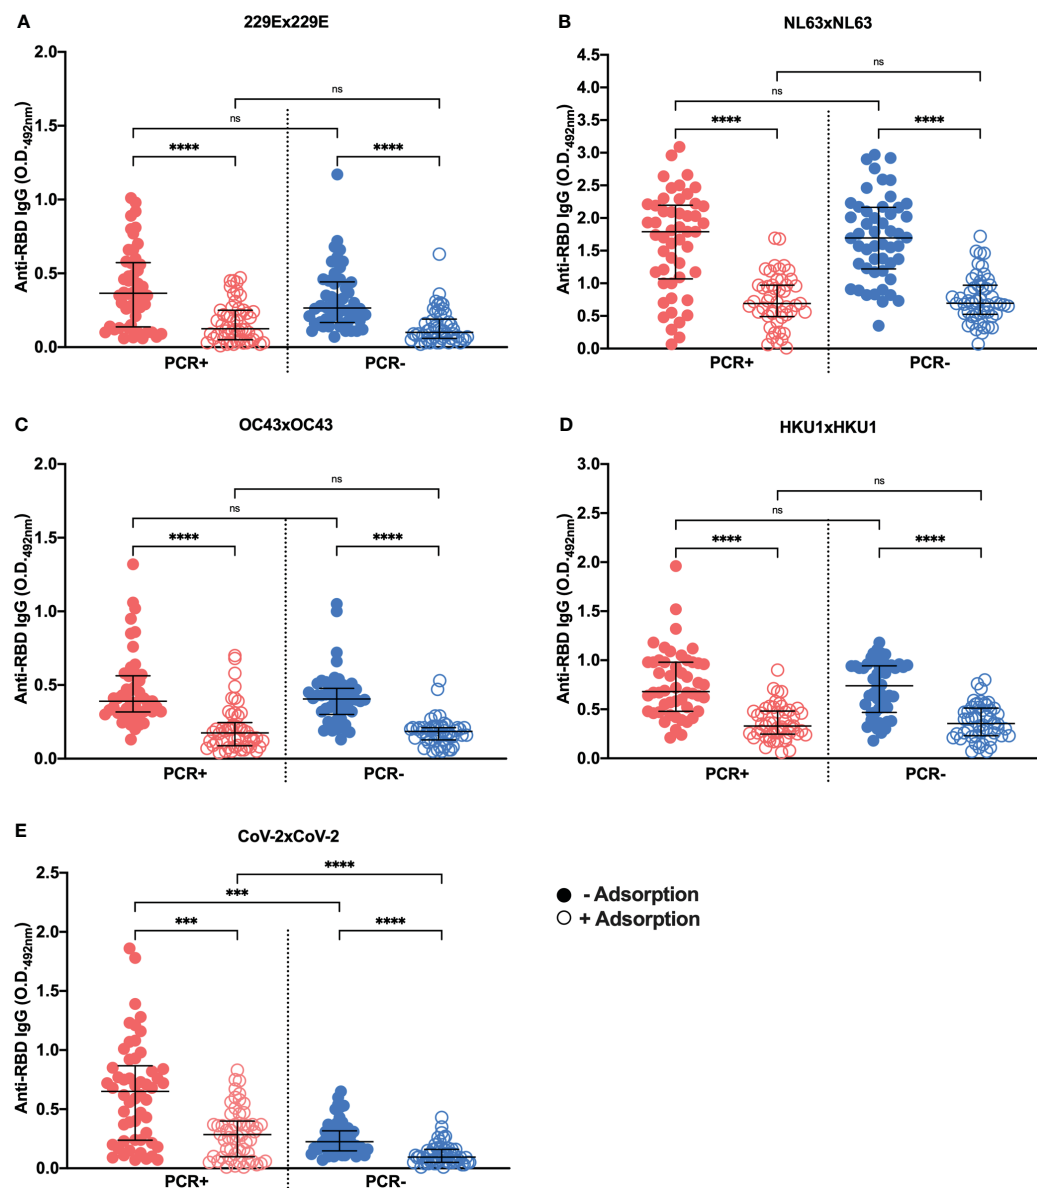 A
229Ex229E
Anti-RBD IgG (O.D.492nm)
2.0
1.5
1.0
0.5
0.0
ns
ns
****
****
PCR+
PCR-
B
NL63xNL63
Anti-RBD IgG (O.D.492nm)
4.5
4.0
3.5
3.0
2.5
2.0
1.5
1.0
0.5
0.0
ns
ns
****
****
PCR+
PCR-
C
OC43xOC43
Anti-RBD IgG (O.D.492nm)
2.0
1.5
1.0
0.5
0.0
ns
ns
****
****
PCR+
PCR-
D
HKU1xHKU1
Anti-RBD IgG (O.D.492nm)
3.0
2.5
2.0
1.5
1.0
0.5
0.0
ns
ns
****
****
PCR+
PCR-
E
CoV-2xCoV-2
Anti-RBD IgG (O.D.492nm)
2.5
2.0
1.5
1.0
0.5
0.0
****
***
***
****
PCR+
PCR-
- Adsorption
+ Adsorption